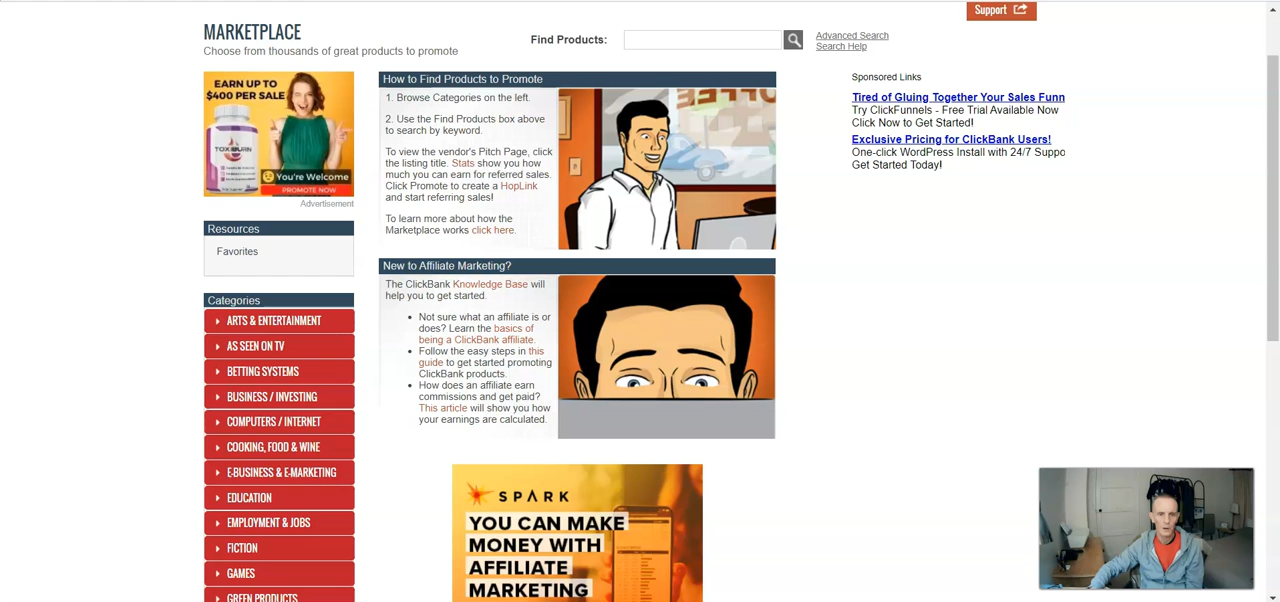 Support
MARKETPLACE
Choose from thousands of great products to promote
Find Products:
Advanced Search
Search Help
EARN UP TO
$400 PER SALE
TOXIBURN
You're Welcome
PROMOTE NOW
Advertisement
Resources
Favorites
Categories
ARTS & ENTERTAINMENT
AS SEEN ON TV
BETTING SYSTEMS
BUSINESS / INVESTING
COMPUTERS / INTERNET
COOKING, FOOD & WINE
E-BUSINESS & E-MARKETING
EDUCATION
EMPLOYMENT & JOBS
FICTION
GAMES
GREEN PRODUCTS
How to Find Products to Promote
1. Browse Categories on the left.
2. Use the Find Products box above
to search by keyword.
To view the vendor's Pitch Page, click
the listing title. Stats show you how
much you can earn for referred sales.
Click Promote to create a HopLink
and start referring sales!
To learn more about how the
Marketplace works click here.
COFFEE
New to Affiliate Marketing?
The ClickBank Knowledge Base will
help you to get started.
• Not sure what an affiliate is or
does? Learn the basics of
being a ClickBank affiliate.
• Follow the easy steps in this
guide to get started promoting
ClickBank products.
• How does an affiliate earn
commissions and get paid?
This article will show you how
your earnings are calculated.
SPARK
YOU CAN MAKE
MONEY WITH
AFFILIATE
MARKETING
Sponsored Links
Tired of Gluing Together Your Sales Funn
Try ClickFunnels - Free Trial Available Now
Click Now to Get Started!
Exclusive Pricing for ClickBank Users!
One-click WordPress Install with 24/7 Suppo
Get Started Today!